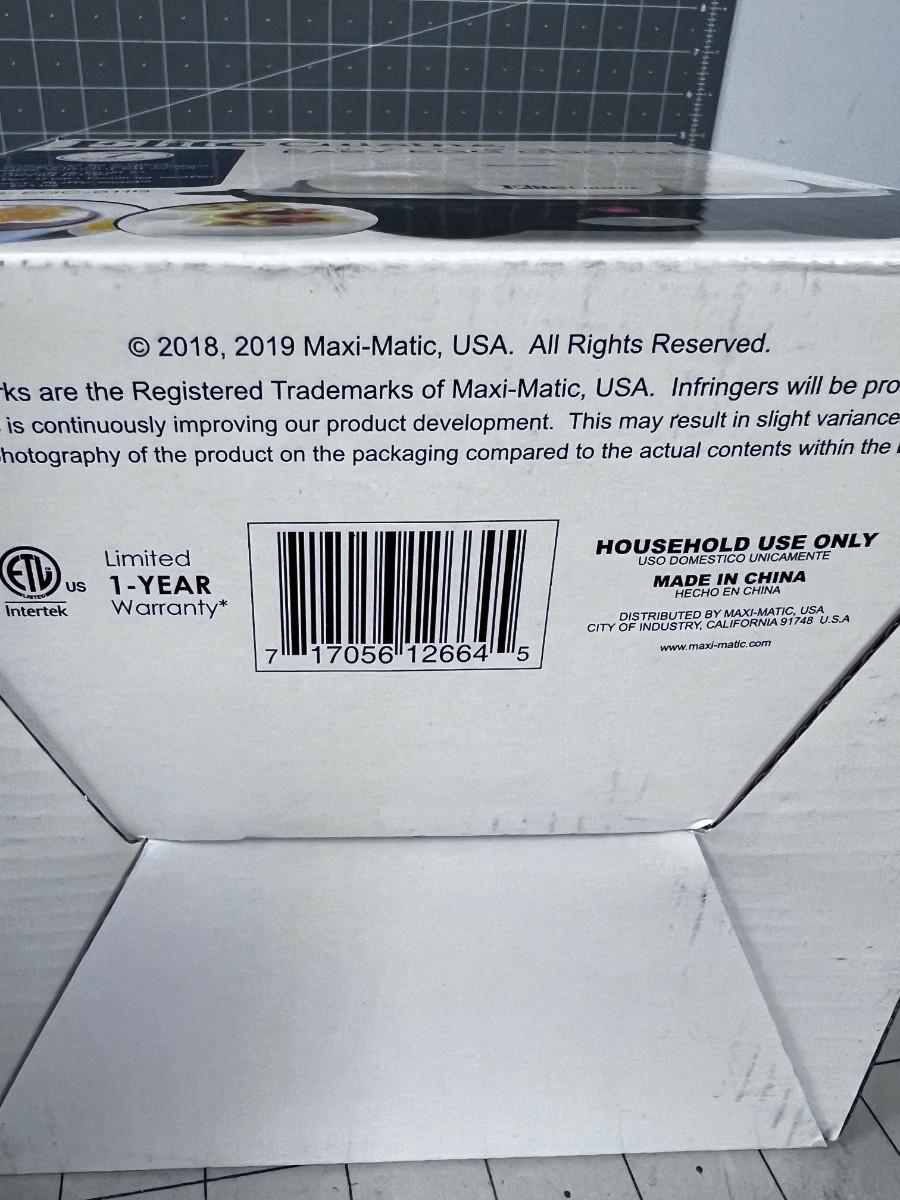 Elite Cuisine
© 2018, 2019 Maxi-Matic, USA. All Rights Reserved.
rks are the Registered Trademarks of Maxi-Matic, USA. Infringers will be pro
is continuously improving our product development. This may result in slight variance
hotography of the product on the packaging compared to the actual contents within the
ETL
LISTED
US
Intertek
Limited
1-YEAR
Warranty*
7 17056 12664 5
HOUSEHOLD USE ONLY
USO DOMESTICO UNICAMENTE
MADE IN CHINA
HECHO EN CHINA
DISTRIBUTED BY MAXI-MATIC, USA
CITY OF INDUSTRY, CALIFORNIA 91748 U.S.A
www.maxi-matic.com